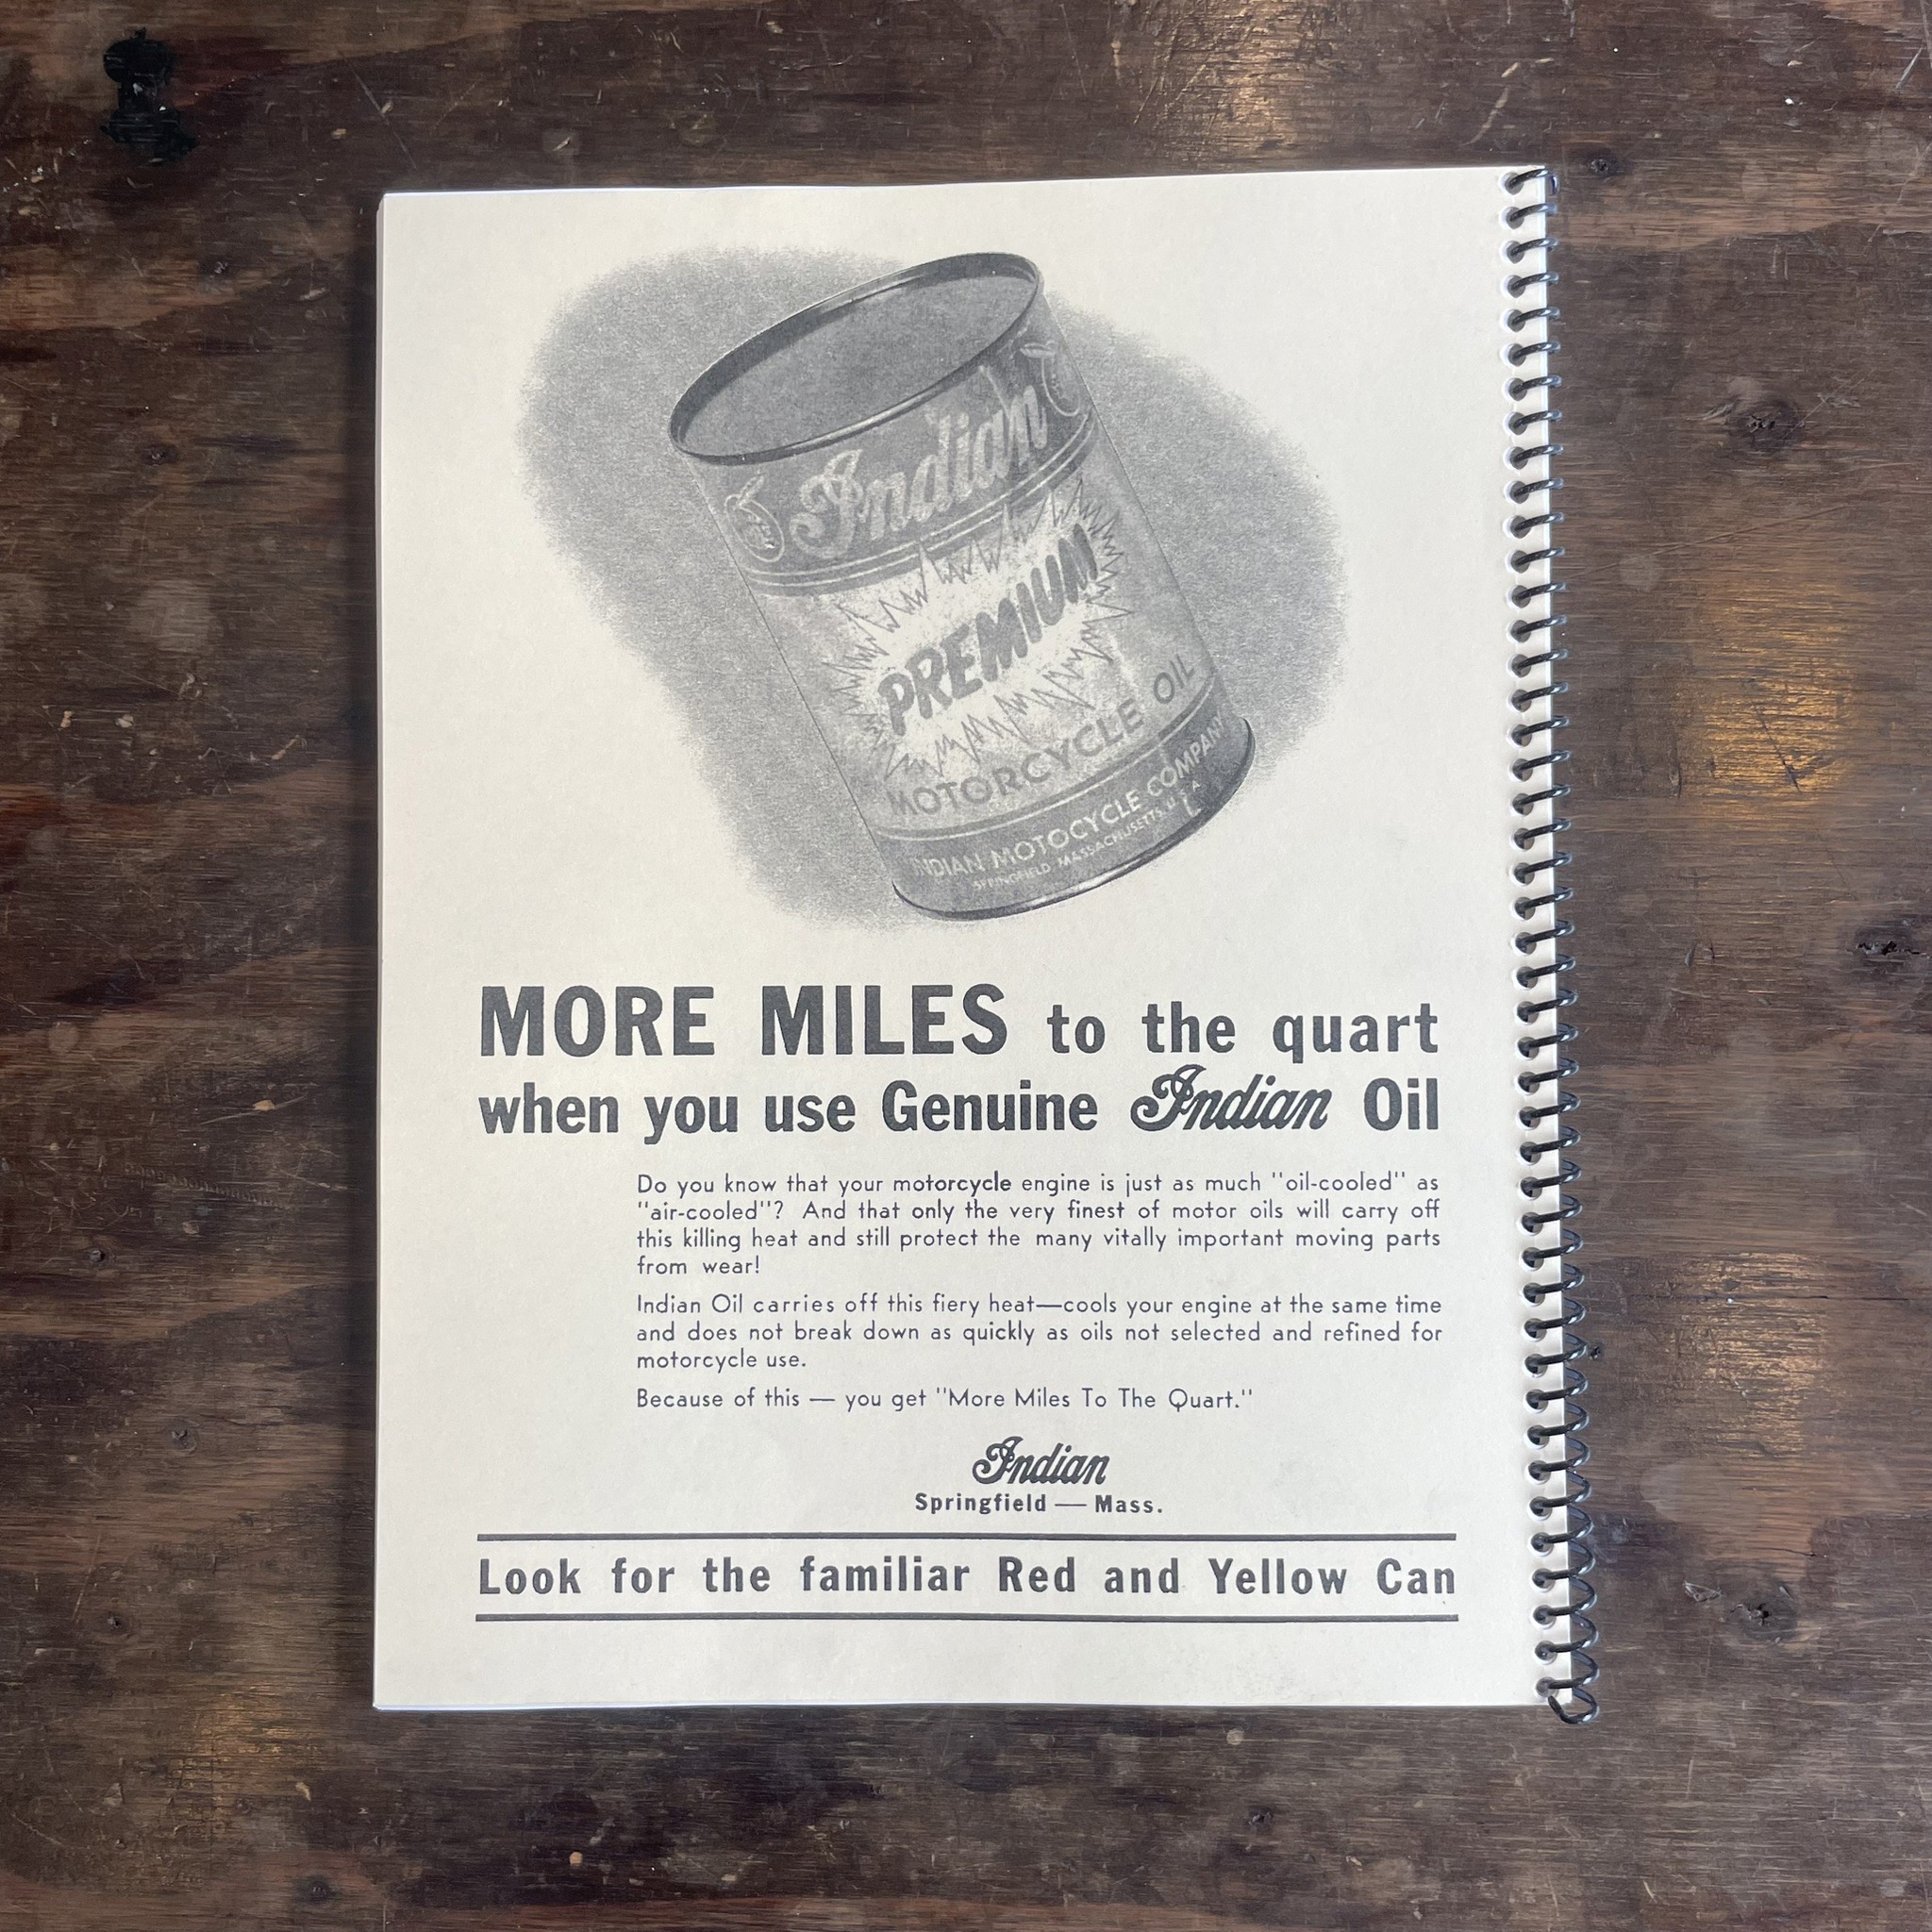 Indian
PREMIUM
MOTORCYCLE OIL
INDIAN MOTOCYCLE COMPANY
SPRINGFIELD, MASSACHUSETTS, U.S.A.
MORE MILES to the quart
when you use Genuine Indian Oil
Do you know that your motorcycle engine is just as much "oil-cooled" as
"air-cooled"? And that only the very finest of motor oils will carry off
this killing heat and still protect the many vitally important moving parts
from wear!
Indian Oil carries off this fiery heat—cools your engine at the same time
and does not break down as quickly as oils not selected and refined for
motorcycle use.
Because of this — you get "More Miles To The Quart."
Indian
Springfield — Mass.
Look for the familiar Red and Yellow Can